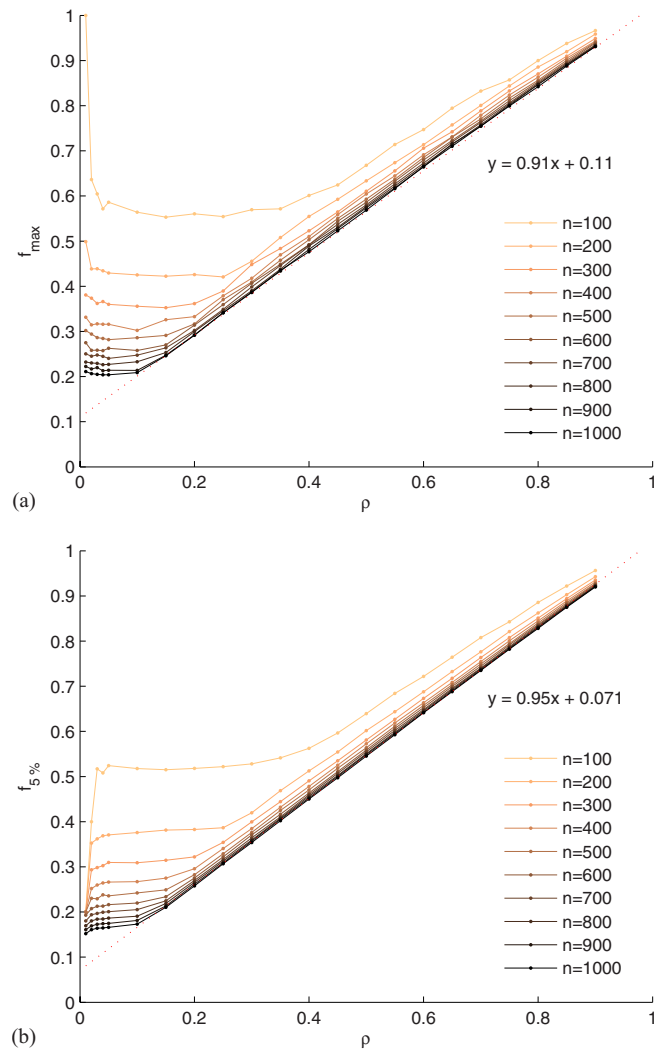 1
0.9
0.8
0.7
0.6
0.5
0.4
0.3
0.2
0.1
0
f max
y = 0.91x + 0.11
n=100
n=200
n=300
n=400
n=500
n=600
n=700
n=800
n=900
n=1000
0 0.2 0.4 0.6 0.8 1
(a)
ρ
1
0.9
0.8
0.7
0.6
0.5
0.4
0.3
0.2
0.1
0
f 5 %
y = 0.95x + 0.071
n=100
n=200
n=300
n=400
n=500
n=600
n=700
n=800
n=900
n=1000
0 0.2 0.4 0.6 0.8 1
(b)
ρ